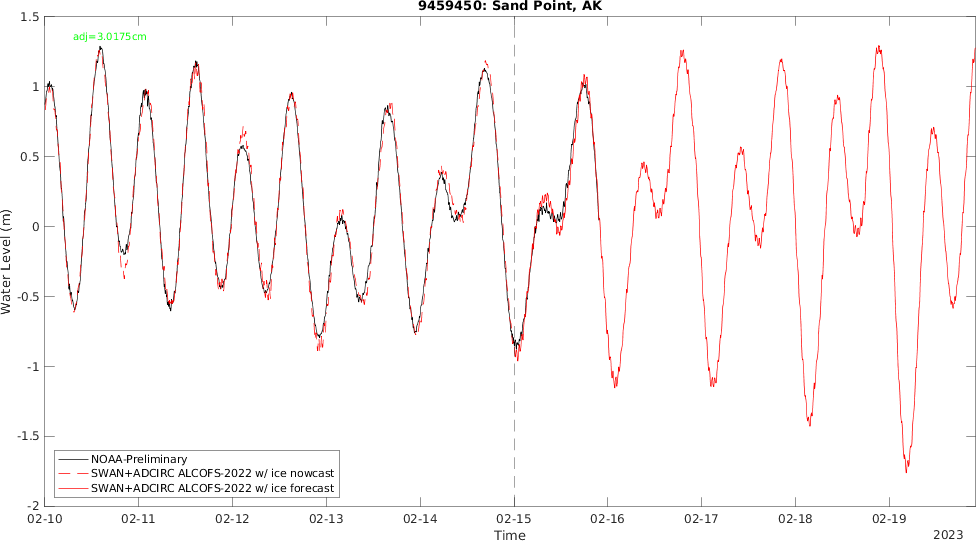 9459450: Sand Point, AK
adj=3.0175cm
1.5
1
0.5
0
-0.5
-1
-1.5
-2
Water Level (m)
NOAA-Preliminary
SWAN+ADCIRC ALCOFS-2022 w/ ice nowcast
SWAN+ADCIRC ALCOFS-2022 w/ ice forecast
02-10 02-11 02-12 02-13 02-14 02-15 02-16 02-17 02-18 02-19
Time
2023